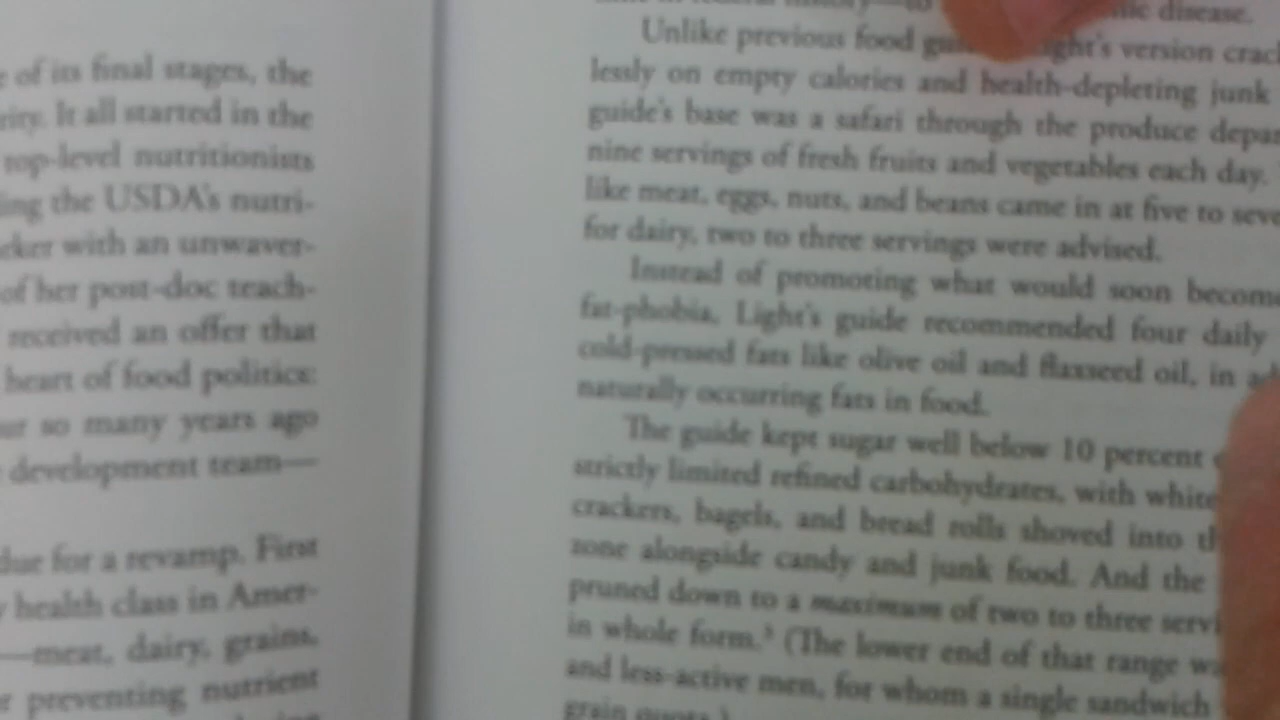 of its final stages, the
It all started in the
top-level nutritionists
the USDA's nutri-
with an unwaver-
of her post-doc teach-
received an offer that
heart of food politics:
so many years ago
development team—
due for a revamp. First
health class in Amer-
—meat, dairy, grains,
preventing nutrient
disease.
Unlike previous food version
lessly on empty calories and health-depleting junk
guide's base was a safari through the produce
nine servings of fresh fruits and vegetables each day.
like meat, eggs, nuts, and beans came in at five to
for dairy, two to three servings were advised.
Instead of promoting what would soon
fat-phobia, Light's guide recommended four daily
cold-pressed fats like olive oil and flaxseed oil, in
naturally occurring fats in food.
The guide kept sugar well below 10 percent
strictly limited refined carbohydrates, with white
crackers, bagels, and bread rolls shoved into
zone alongside candy and junk food. And the
pruned down to a maximum of two to three
in whole form.³ (The lower end of that range
and less-active men, for whom a single sandwich
grain quota.)